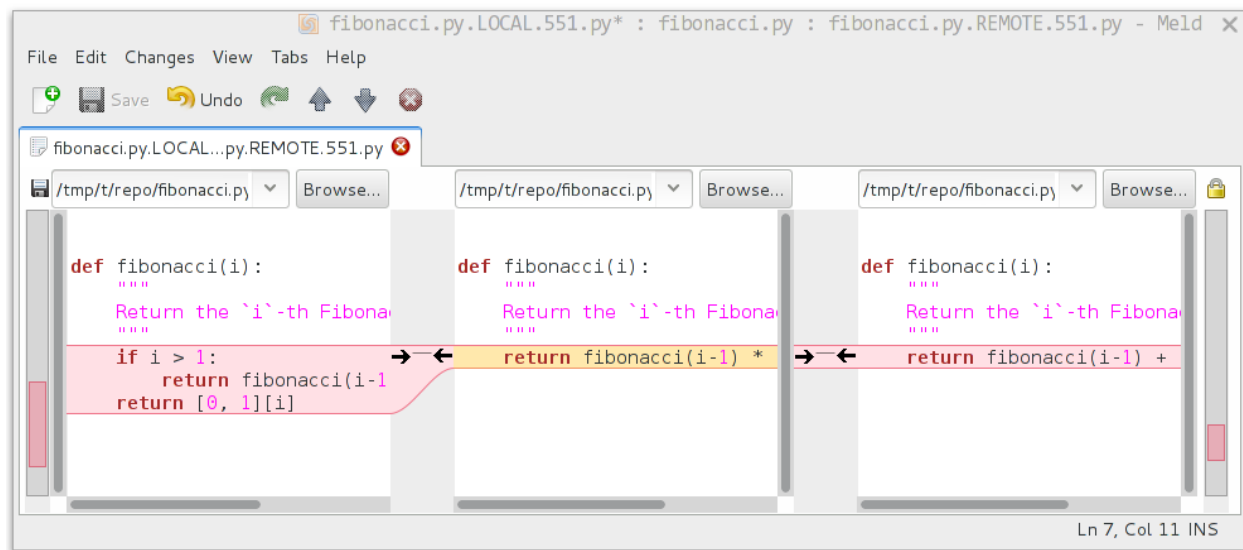 fibonacci.py.LOCAL.551.py* : fibonacci.py : fibonacci.py.REMOTE.551.py - Meld
File Edit Changes View Tabs Help
Save Undo
fibonacci.py.LOCAL...py.REMOTE.551.py
/tmp/t/repo/fibonacci.py Browse... /tmp/t/repo/fibonacci.py Browse... /tmp/t/repo/fibonacci.py Browse...
def fibonacci(i):
"""
Return the `i`-th Fibona
"""
if i > 1:
return fibonacci(i-1
return [0, 1][i]
def fibonacci(i):
"""
Return the `i`-th Fibona
"""
return fibonacci(i-1) *
def fibonacci(i):
"""
Return the `i`-th Fibona
"""
return fibonacci(i-1) +
Ln 7, Col 11 INS